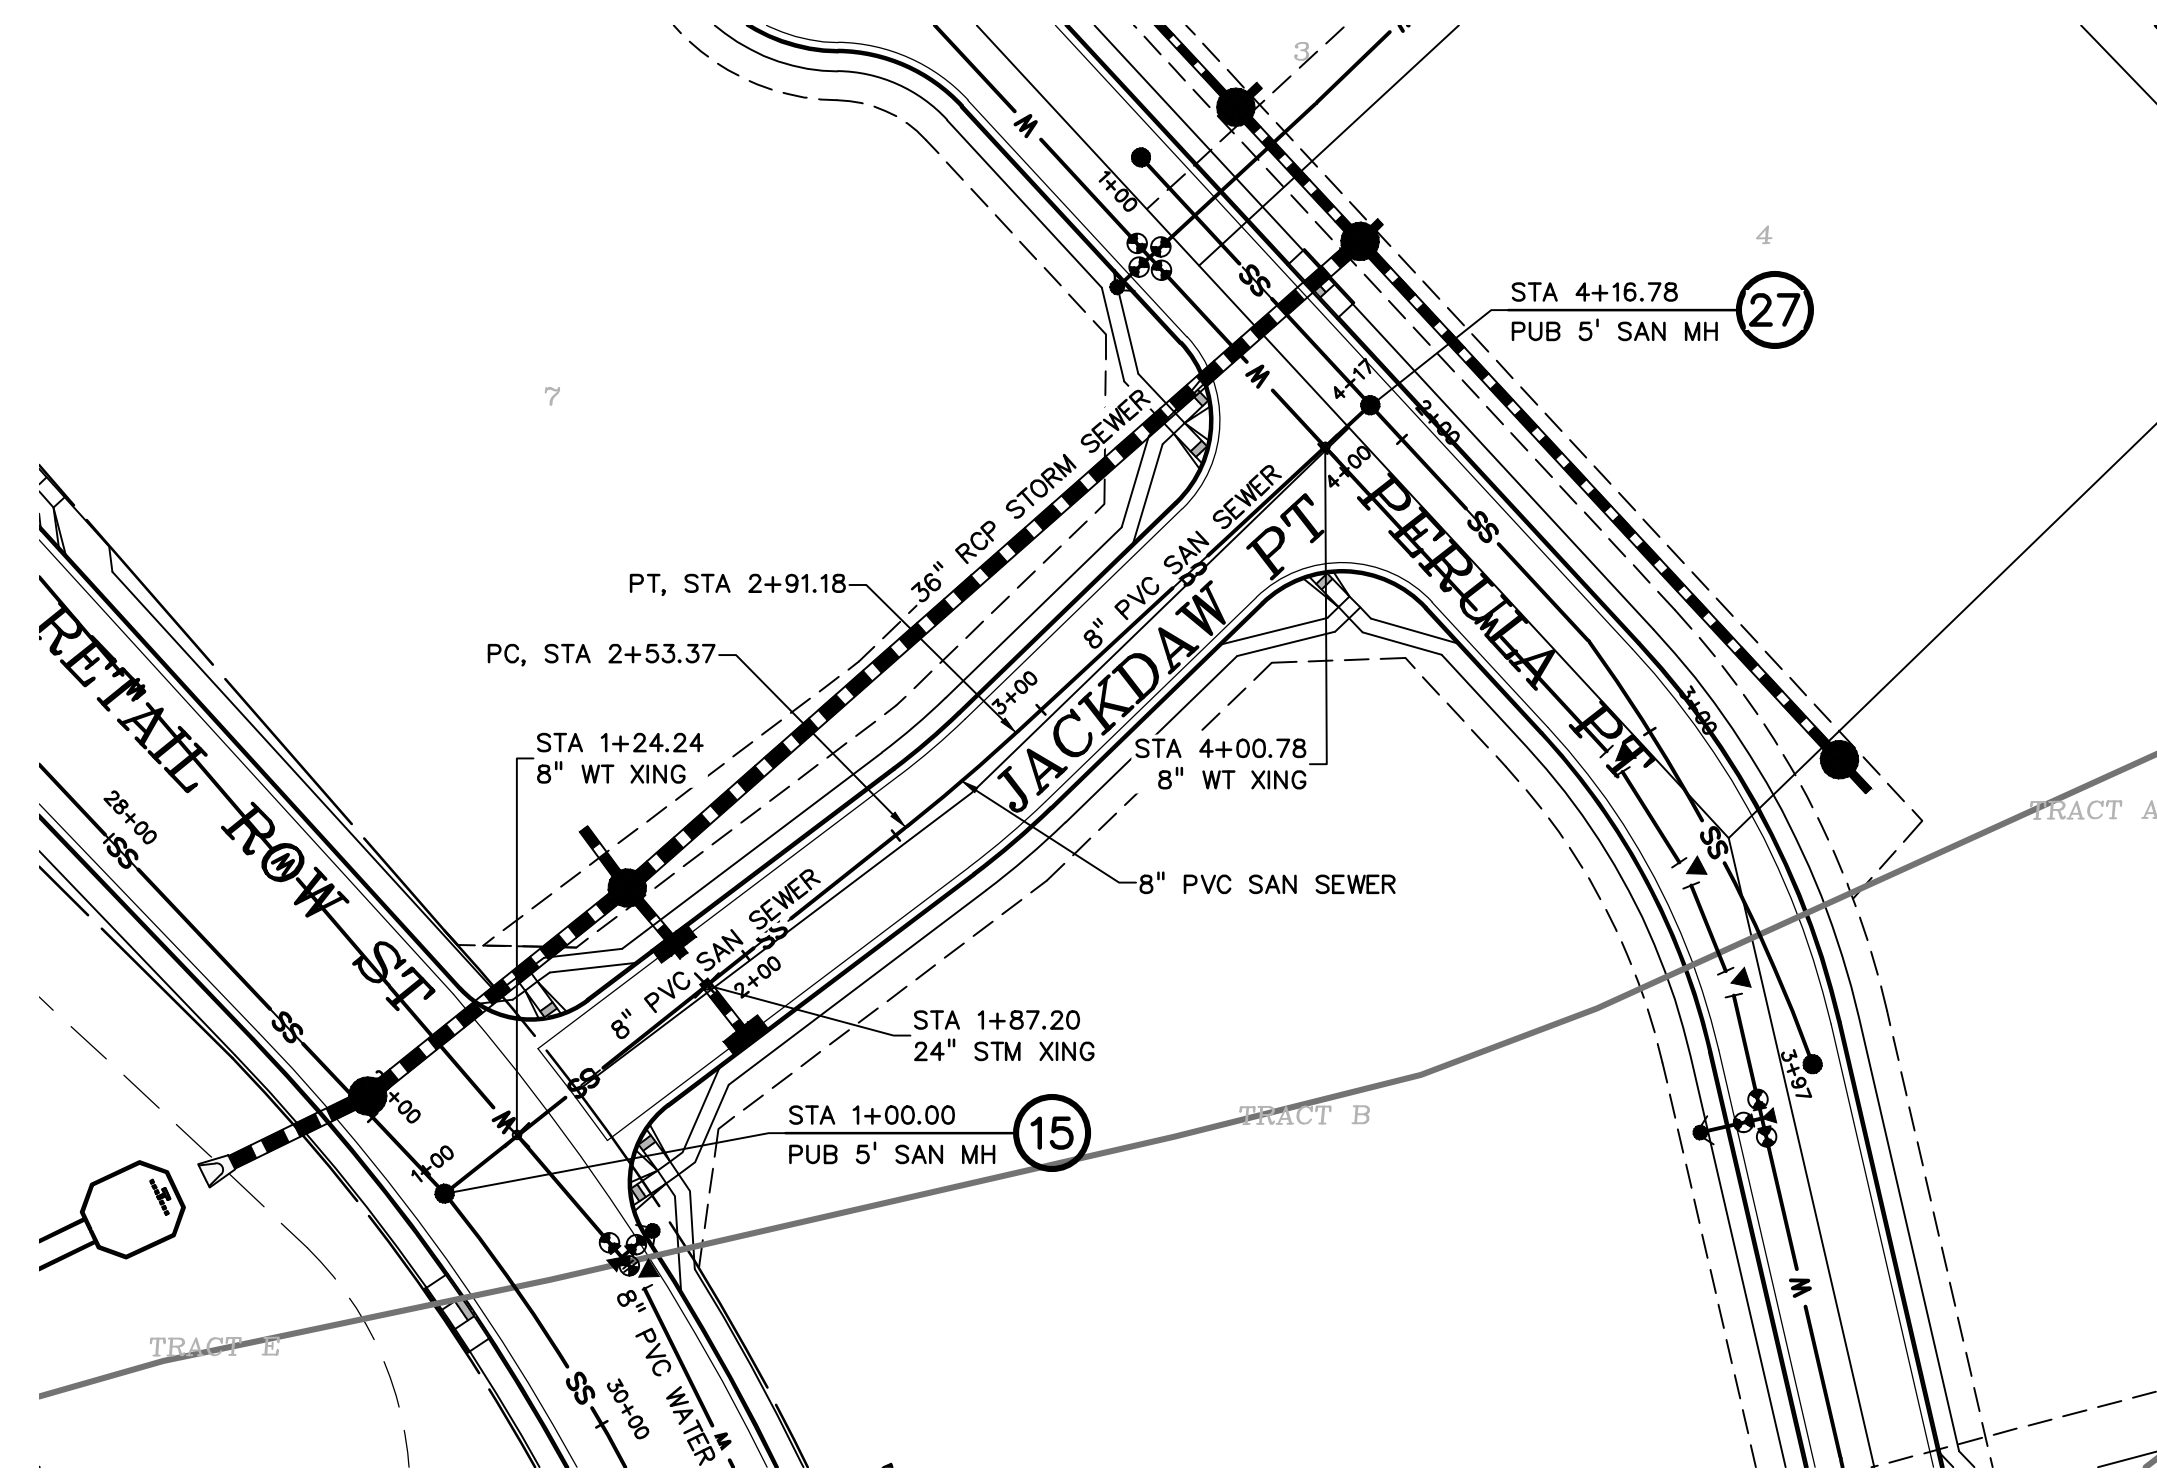 3
4
7
W
1+00
SS
STA 4+16.78
PUB 5' SAN MH
27
W
4+17
2+00
36" RCP STORM SEWER
4+00
8" PVC SAN SEWER
SS
SS
PERULA PT
W
JACKDAW PT
PT, STA 2+91.18
PC, STA 2+53.37
3+00
3+00
RETAIL ROW ST
W
W
STA 1+24.24
8" WT XING
STA 4+00.78
8" WT XING
28+00
SS
SS
TRACT A
8" PVC SAN SEWER
8" PVC SAN SEWER
SS
2+00
STA 1+87.20
24" STM XING
SS
SS
W
STA 1+00.00
PUB 5' SAN MH
15
1+00
3+97
TRACT B
T
TRACT E
8" PVC WATER
W
SS
30+00
W